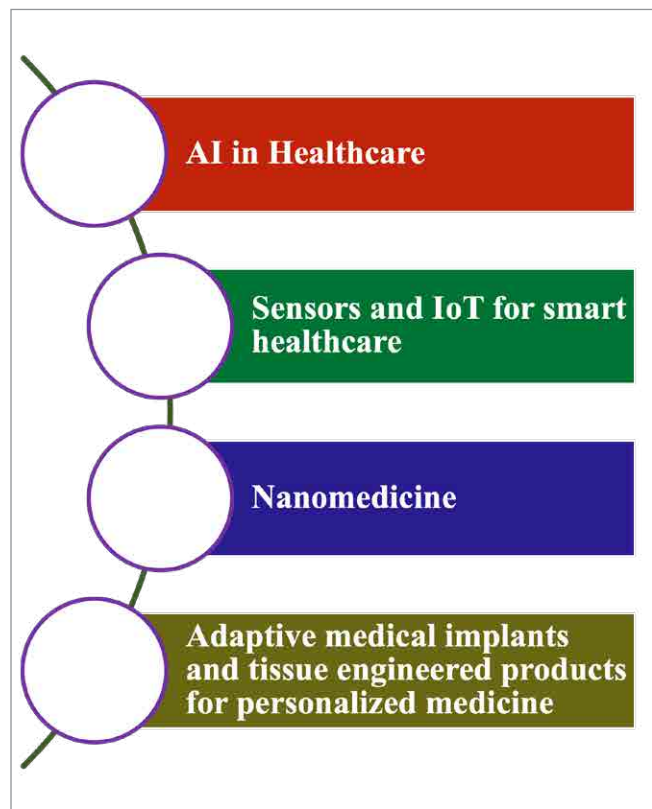 AI in Healthcare
Sensors and IoT for smart
healthcare
Nanomedicine
Adaptive medical implants
and tissue engineered products
for personalized medicine